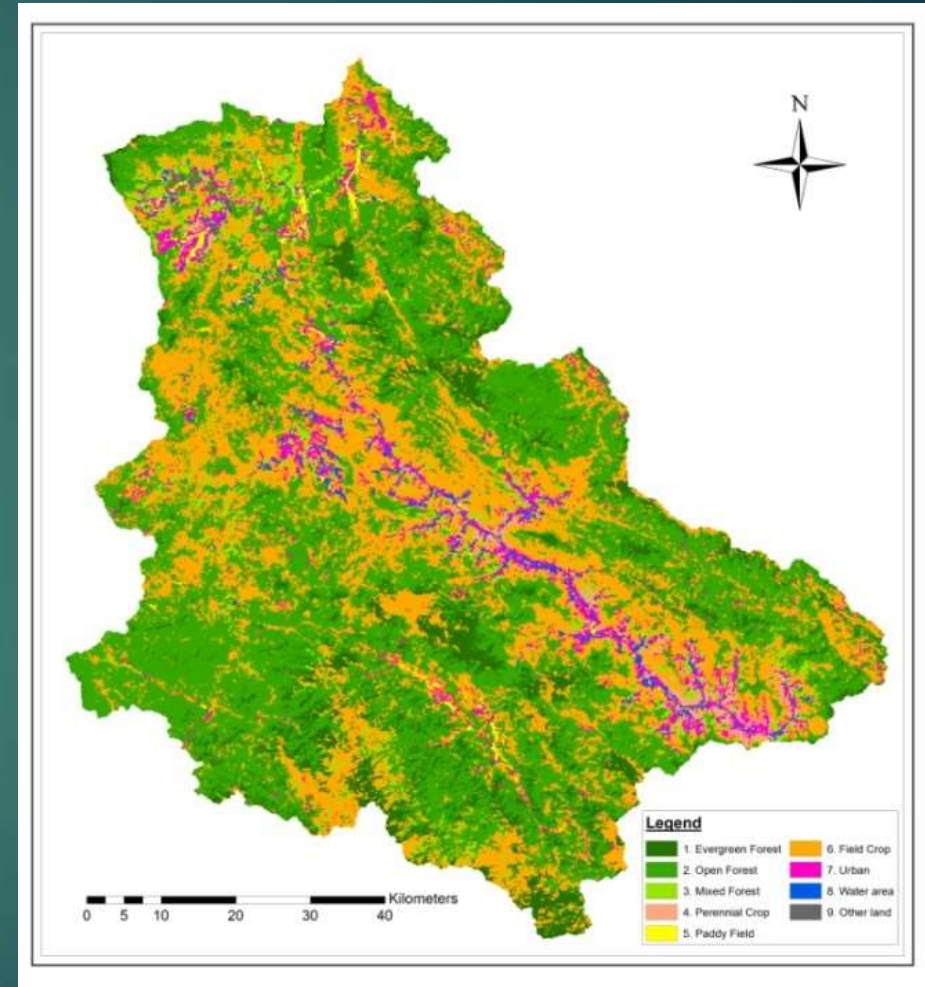 N
Legend
1. Evergreen Forest
2. Open Forest
3. Mixed Forest
4. Perennial Crop
5. Paddy Field
6. Field Crop
7. Urban
8. Water area
9. Other land
Kilometers
0 5 10 20 30 40